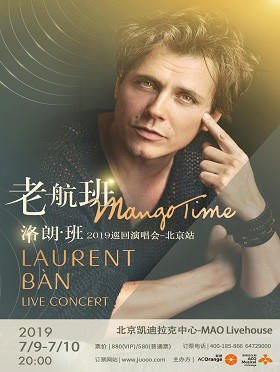 老航班
Mango Time
洛朗·班 2019巡回演唱会-北京站
LAURENT
BÀN
LIVE CONCERT
2019
7/9-7/10
20:00
北京凯迪拉克中心-MAO Livehouse
票价 | 880(VIP)/580(普通票) 订票电话 | 400-185-866 64729000
订票网站 | www.juooo.com 主办方 |
ACOrange
ACO
Musical